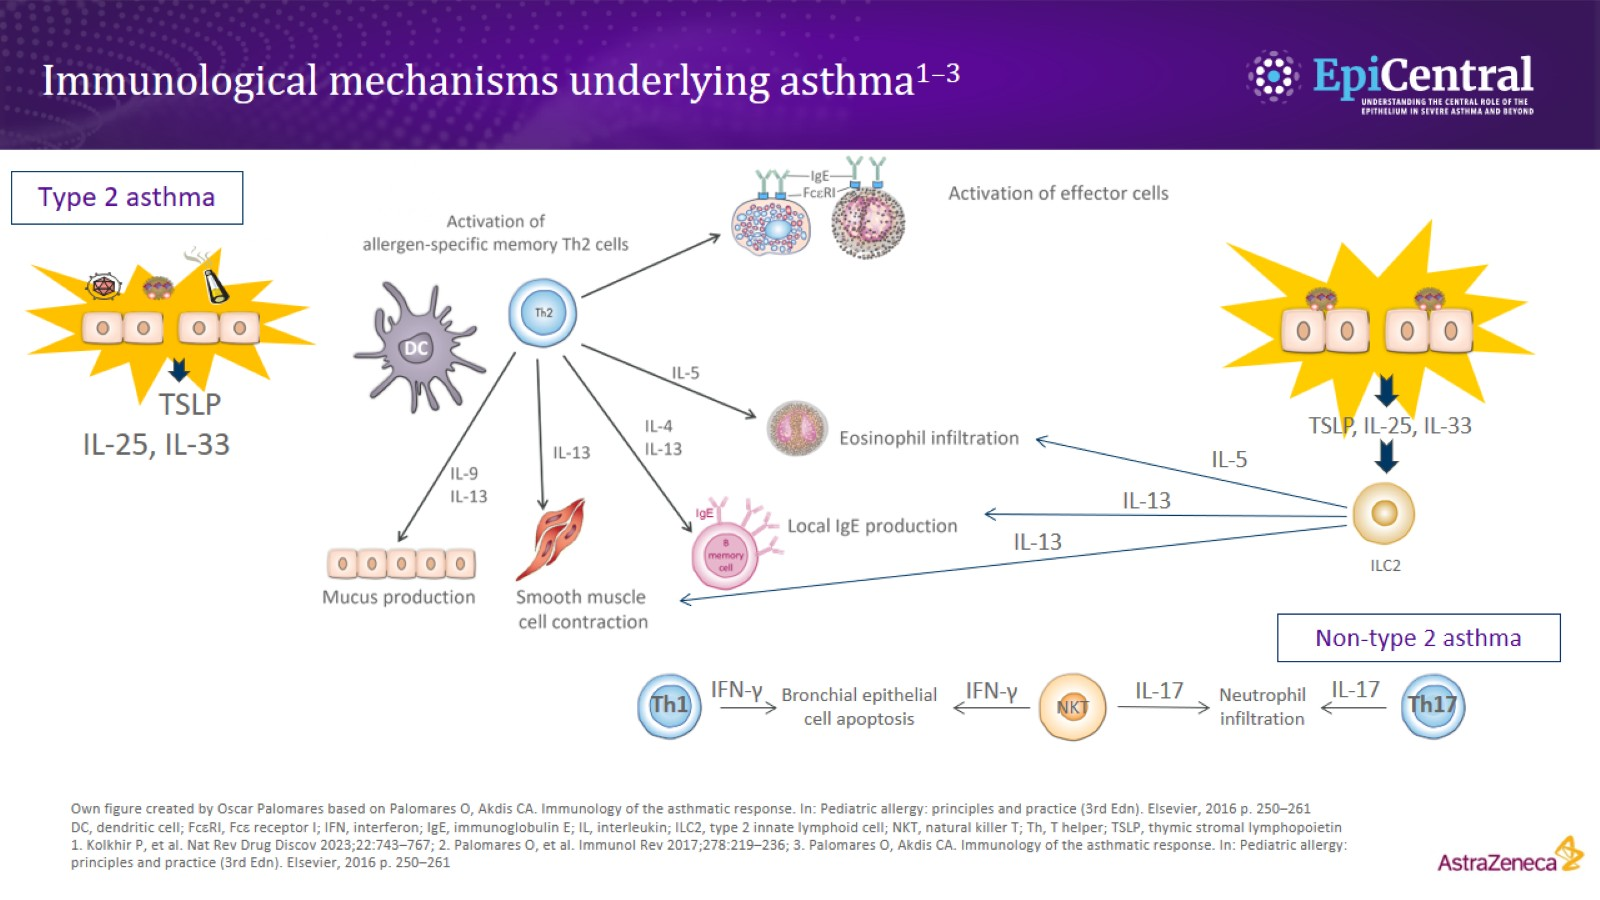 Immunological mechanisms underlying asthma1–3
EpiCentral
UNDERSTANDING THE CENTRAL ROLE OF THE
EPITHELIUM IN SEVERE ASTHMA AND BEYOND
Type 2 asthma
Activation of
allergen-specific memory Th2 cells
IgE
FcεRI
Activation of effector cells
Th2
DC
TSLP
IL-25, IL-33
IL-5
IL-4
IL-13
IL-13
IL-9
IL-13
Eosinophil infiltration
TSLP, IL-25, IL-33
IL-5
IL-13
IL-13
ILC2
IgE
B
memory
cell
Local IgE production
Mucus production
Smooth muscle
cell contraction
Non-type 2 asthma
Th1
IFN-γ
Bronchial epithelial
cell apoptosis
IFN-γ
NKT
IL-17
Neutrophil
infiltration
IL-17
Th17
Own figure created by Oscar Palomares based on Palomares O, Akdis CA. Immunology of the asthmatic response. In: Pediatric allergy: principles and practice (3rd Edn). Elsevier, 2016 p. 250–261
DC, dendritic cell; FcεRI, Fcε receptor I; IFN, interferon; IgE, immunoglobulin E; IL, interleukin; ILC2, type 2 innate lymphoid cell; NKT, natural killer T; Th, T helper; TSLP, thymic stromal lymphopoietin
1. Kolkhir P, et al. Nat Rev Drug Discov 2023;22:743–767; 2. Palomares O, et al. Immunol Rev 2017;278:219–236; 3. Palomares O, Akdis CA. Immunology of the asthmatic response. In: Pediatric allergy:
principles and practice (3rd Edn). Elsevier, 2016 p. 250–261
AstraZeneca